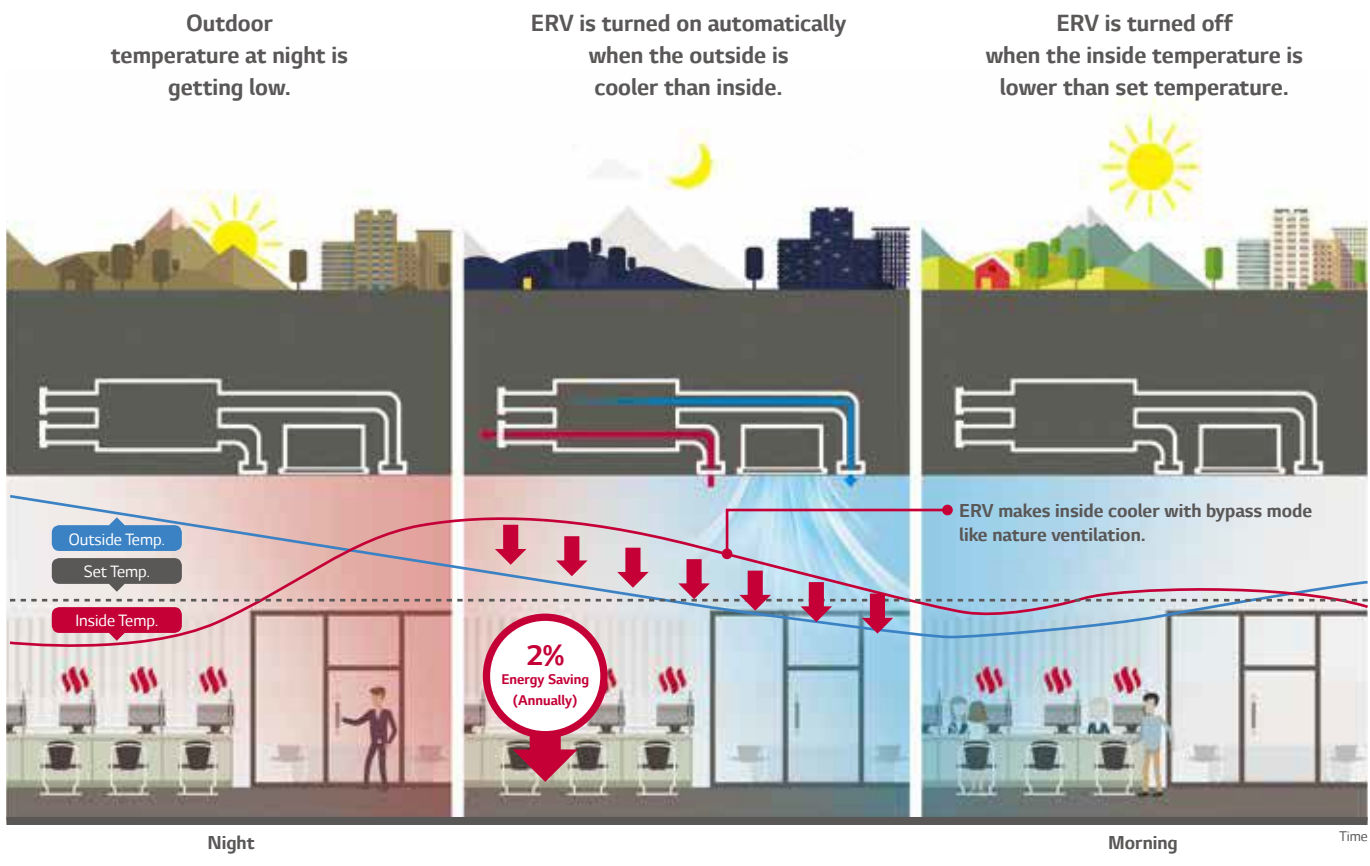 Outdoor
temperature at night is
getting low.
ERV is turned on automatically
when the outside is
cooler than inside.
ERV is turned off
when the inside temperature is
lower than set temperature.
Outside Temp.
Set Temp.
Inside Temp.
ERV makes inside cooler with bypass mode
like nature ventilation.
2%
Energy Saving
(Annually)
Night
Morning
Time